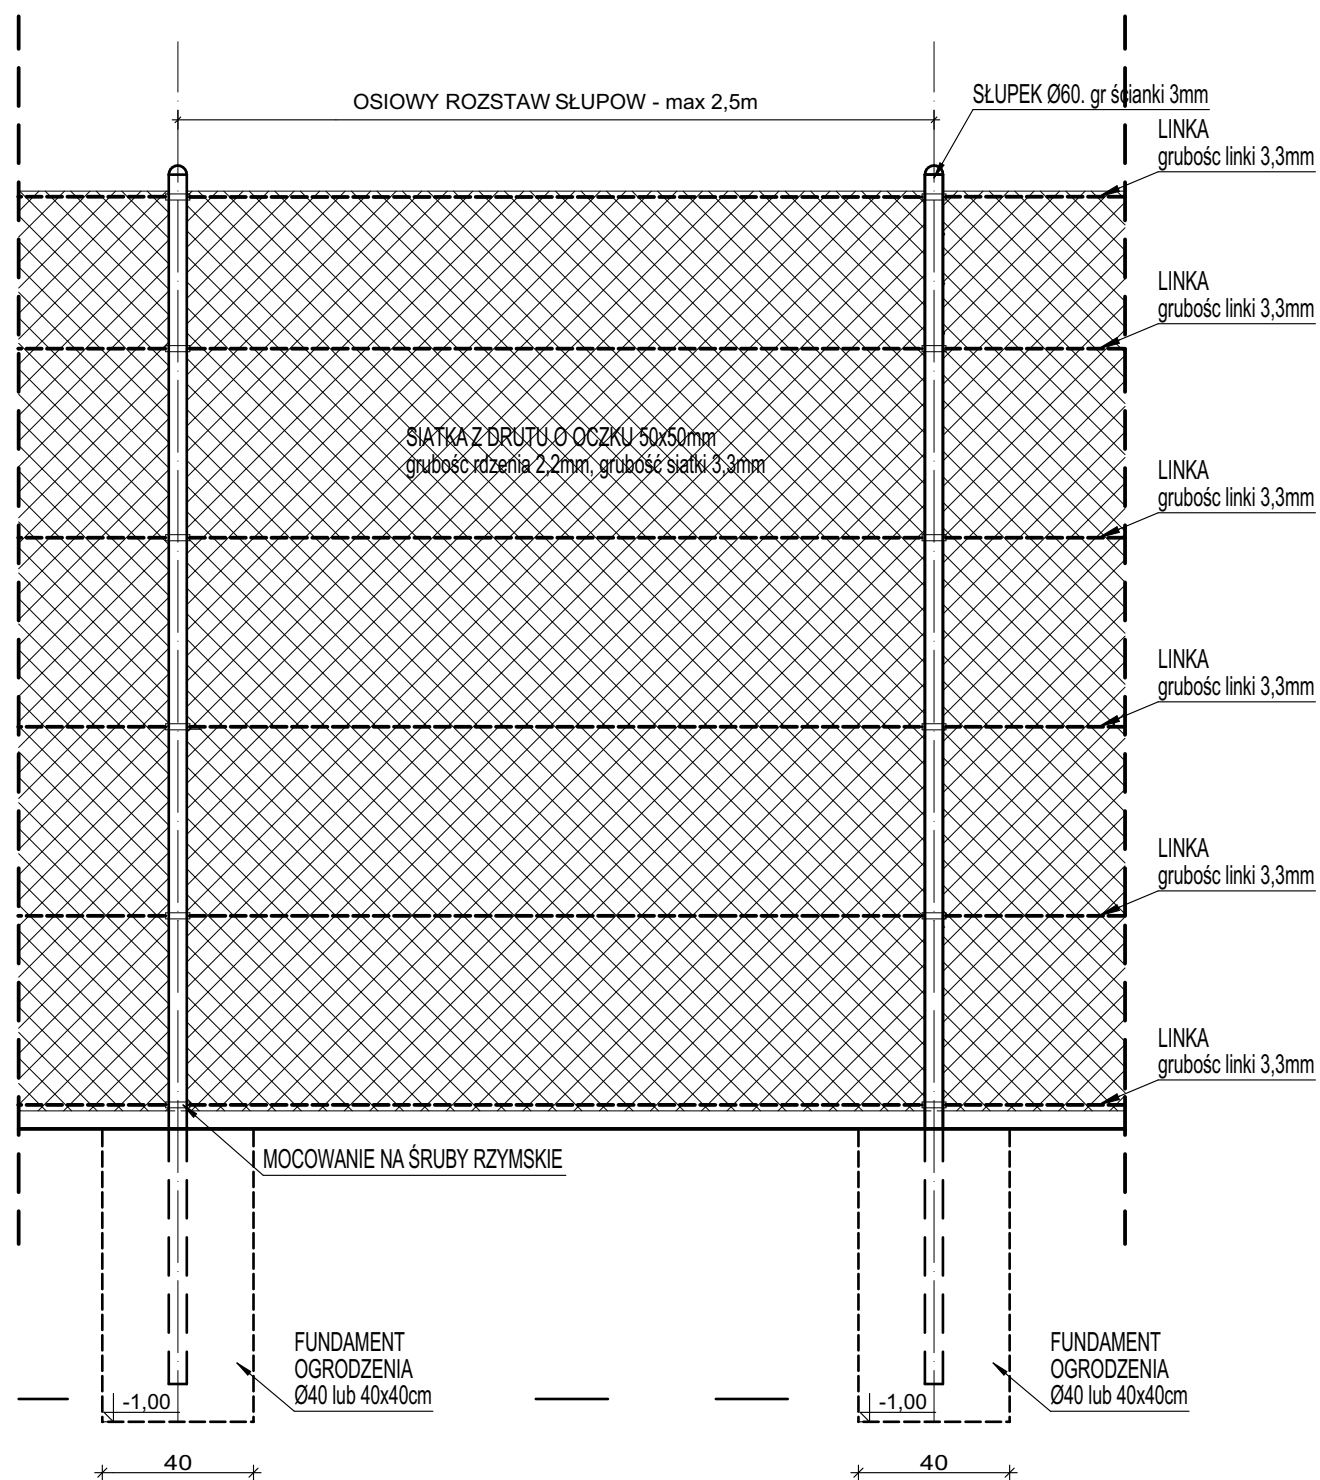 OSIOWY ROZSTAW SŁUPOW - max 2,5m
SŁUPEK Ø60. gr ścianki 3mm
LINKA
grubośc linki 3,3mm
LINKA
grubośc linki 3,3mm
SIATKA Z DRUTU O OCZKU 50x50mm
grubośc rdzenia 2,2mm, grubość siatki 3,3mm
LINKA
grubośc linki 3,3mm
LINKA
grubośc linki 3,3mm
LINKA
grubośc linki 3,3mm
LINKA
grubośc linki 3,3mm
MOCOWANIE NA ŚRUBY RZYMSKIE
FUNDAMENT
OGRODZENIA
Ø40 lub 40x40cm
FUNDAMENT
OGRODZENIA
Ø40 lub 40x40cm
-1,00
-1,00
40
40